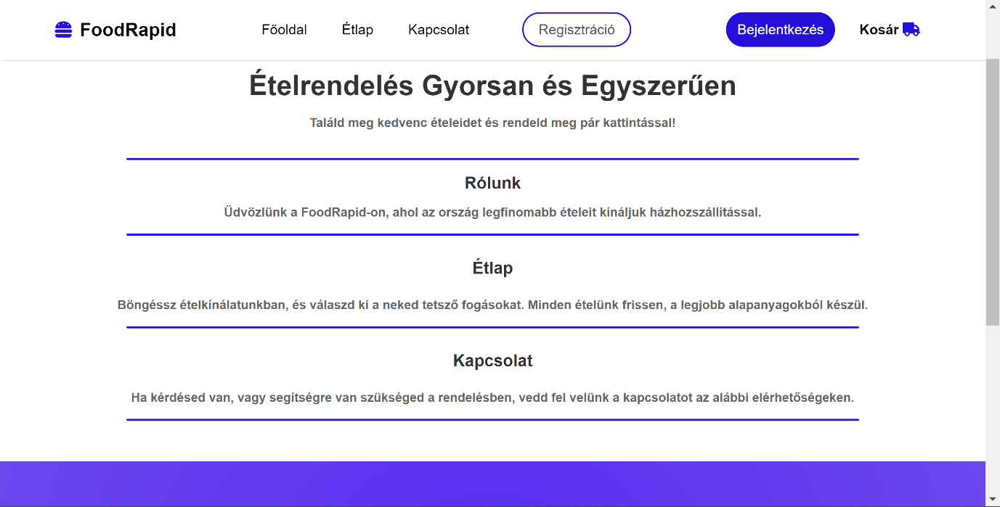 FoodRapid
Főoldal
Étlap
Kapcsolat
Regisztráció
Bejelentkezés
Kosár
Ételrendelés Gyorsan és Egyszerűen
Találd meg kedvenc ételeidet és rendeld meg pár kattintással!
Rólunk
Üdvözlünk a FoodRapid-on, ahol az ország legfinomabb ételeit kínáljuk házhozszállítással.
Étlap
Böngéssz ételkínálatunkban, és válaszd ki a neked tetsző fogásokat. Minden ételünk frissen, a legjobb alapanyagokból készül.
Kapcsolat
Ha kérdésed van, vagy segítségre van szükséged a rendelésben, vedd fel velünk a kapcsolatot az alábbi elérhetőségeken.